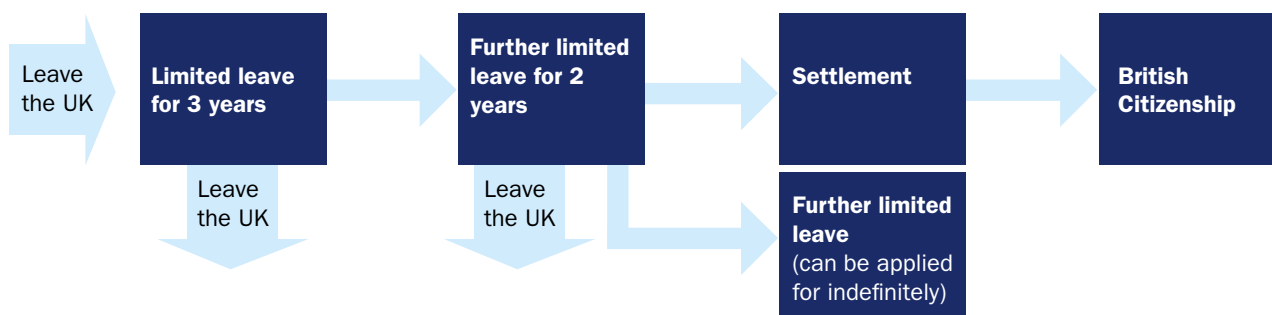 Leave
the UK
Limited leave
for 3 years
Further limited
leave for 2
years
Settlement
British
Citizenship
Leave
the UK
Leave
the UK
Further limited
leave
(can be applied
for indefinitely)